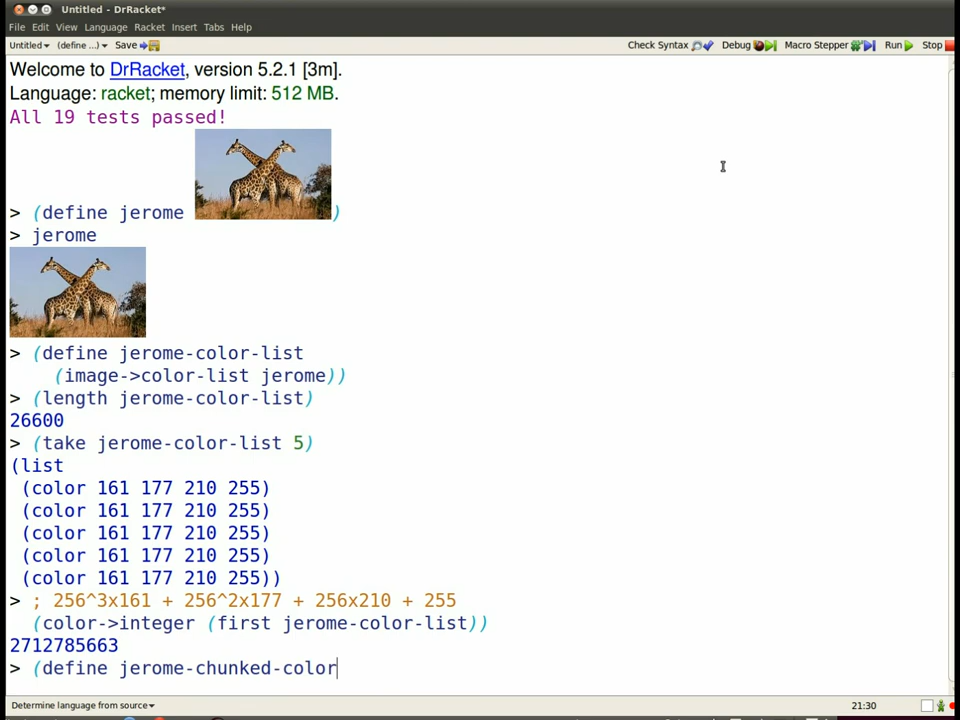 Untitled - DrRacket*
File Edit View Language Racket Insert Tabs Help
Untitled (define ...) Save Check Syntax Debug Macro Stepper Run Stop
Welcome to DrRacket, version 5.2.1 [3m].
Language: racket; memory limit: 512 MB.
All 19 tests passed!
> (define jerome )
> jerome
> (define jerome-color-list
(image->color-list jerome))
> (length jerome-color-list)
26600
> (take jerome-color-list 5)
(list
(color 161 177 210 255)
(color 161 177 210 255)
(color 161 177 210 255)
(color 161 177 210 255)
(color 161 177 210 255))
> ; 256^3x161 + 256^2x177 + 256x210 + 255
(color->integer (first jerome-color-list))
2712785663
> (define jerome-chunked-color
Determine language from source 21:30